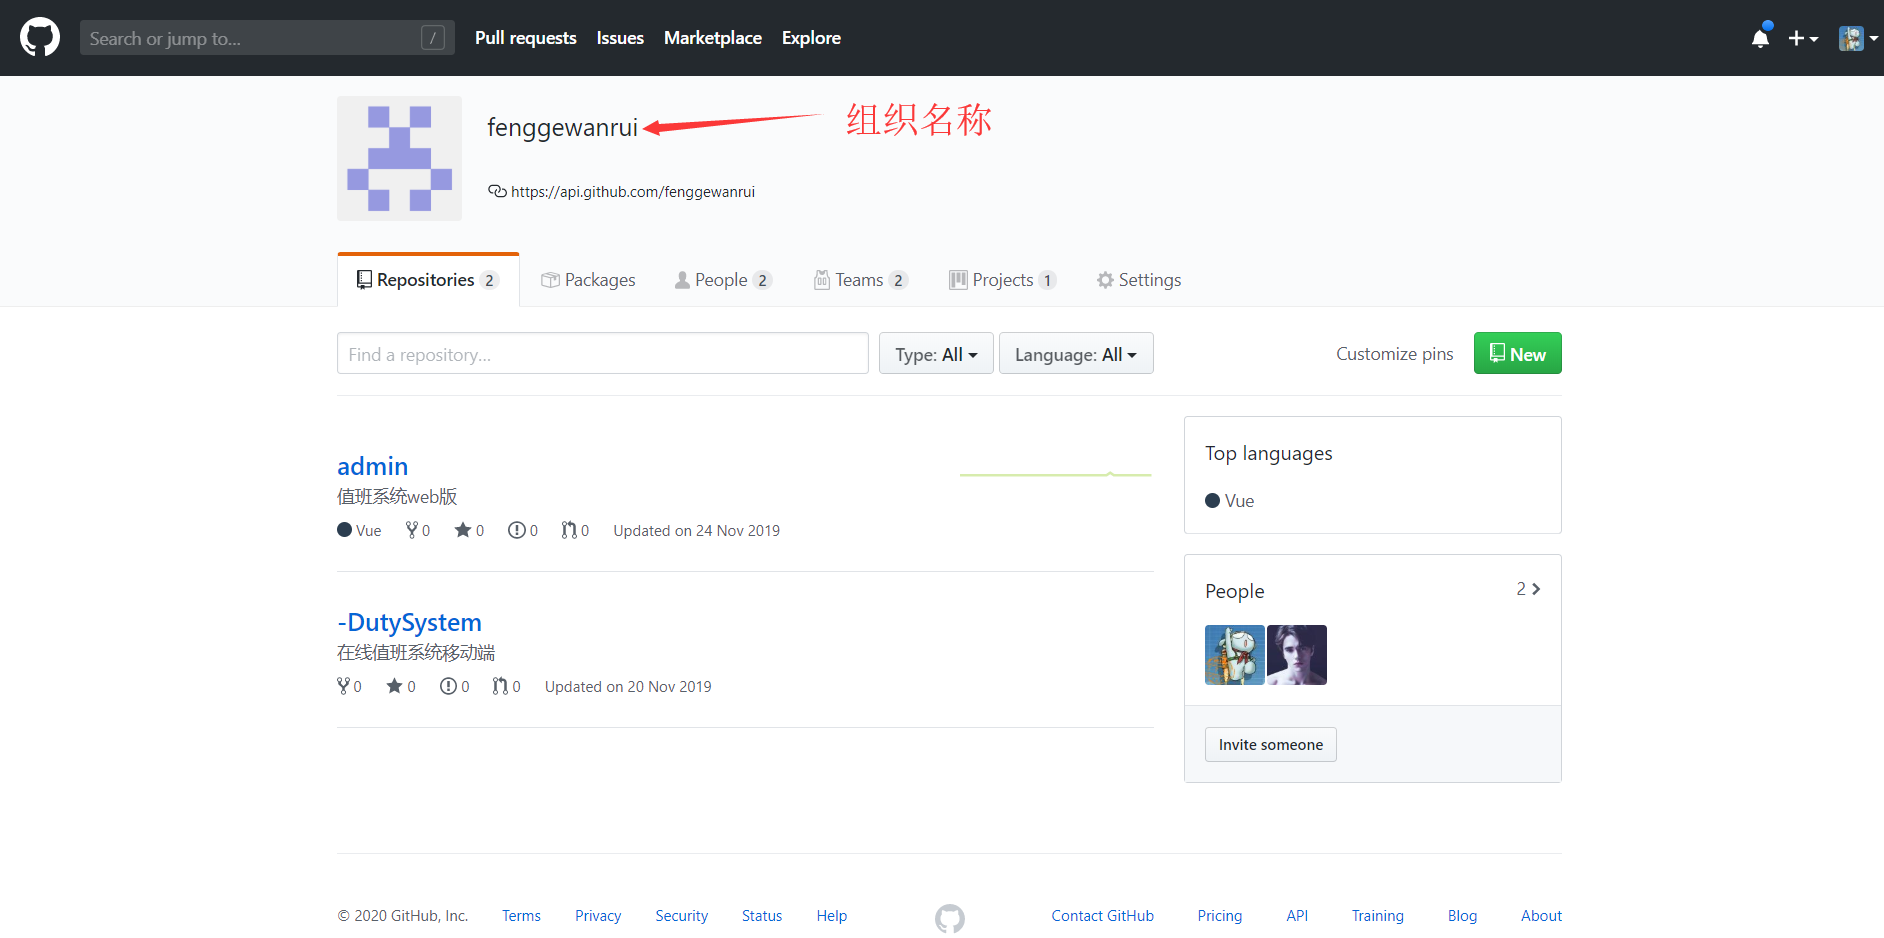 Search or jump to... /
Pull requests Issues Marketplace Explore
fenggewanrui 组织名称
https://api.github.com/fenggewanrui
Repositories 2 Packages People 2 Teams 2 Projects 1 Settings
Find a repository... Type: All Language: All Customize pins New
admin
值班系统web版
Vue 0 0 0 0 Updated on 24 Nov 2019
-DutySystem
在线值班系统移动端
0 0 0 0 Updated on 20 Nov 2019
Top languages
Vue
People 2
Invite someone
© 2020 GitHub, Inc. Terms Privacy Security Status Help Contact GitHub Pricing API Training Blog About